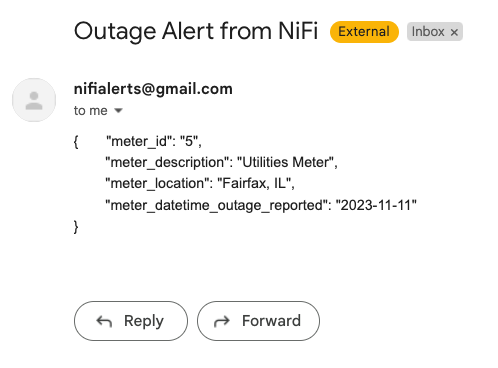 Outage Alert from NiFi External Inbox ×
nifialerts@gmail.com
to me
{ "meter_id": "5",
"meter_description": "Utilities Meter",
"meter_location": "Fairfax, IL",
"meter_datetime_outage_reported": "2023-11-11"
}
Reply Forward